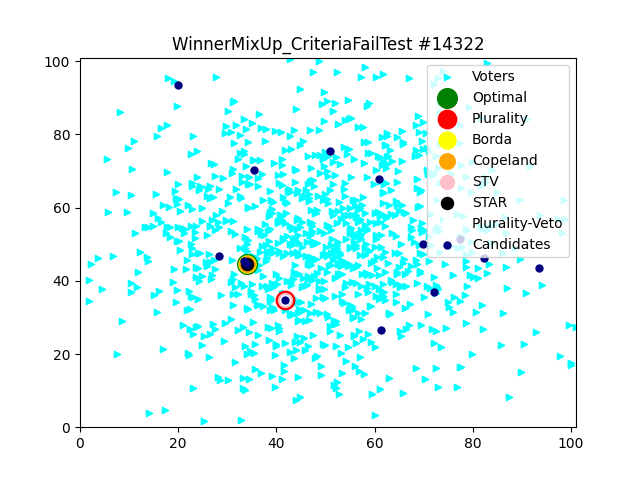 WinnerMixUp_CriteriaFailTest #14322
100
80
60
40
20
0
0
20
40
60
80
100
Voters
Optimal
Plurality
Borda
Copeland
STV
STAR
Plurality-Veto
Candidates